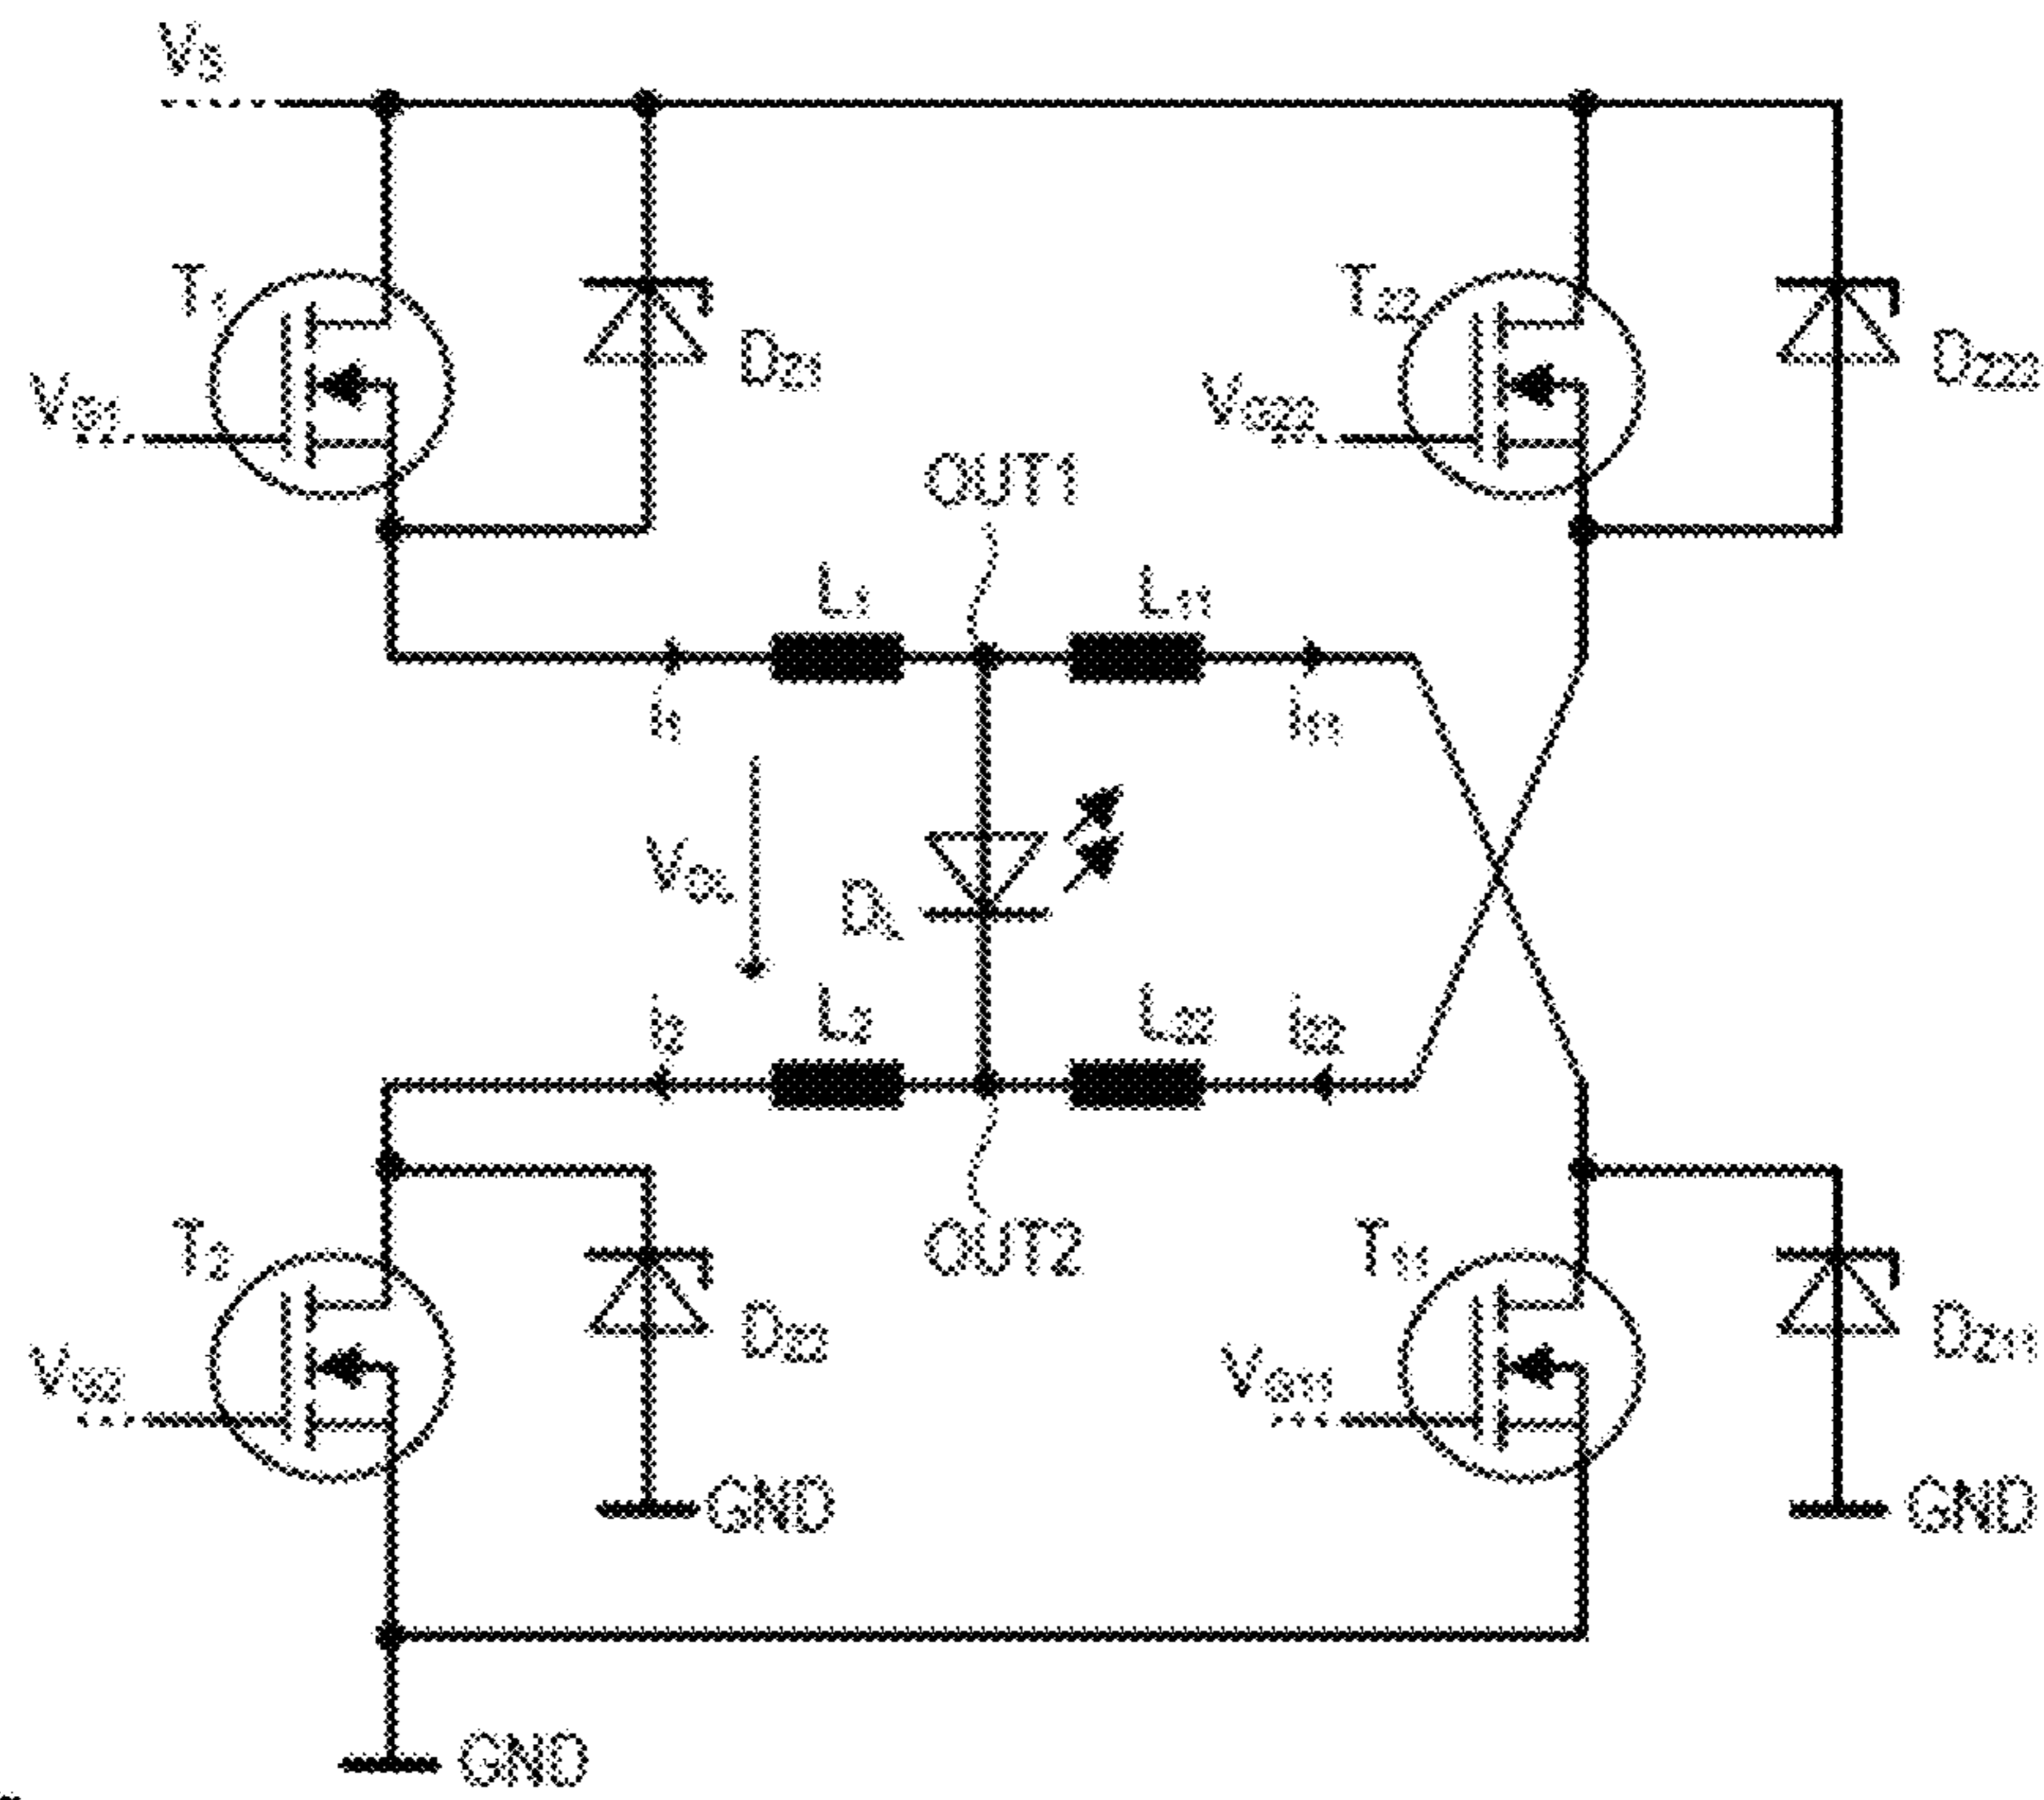 VS
T1
DZ1
T22
DZ22
VG1
VG22
OUT1
L1
L11
i1
i11
VOL
DL
i2
L2
L22
i22
T2
OUT2
T11
DZ2
DZ11
VG2
VG11
GND
GND
GND